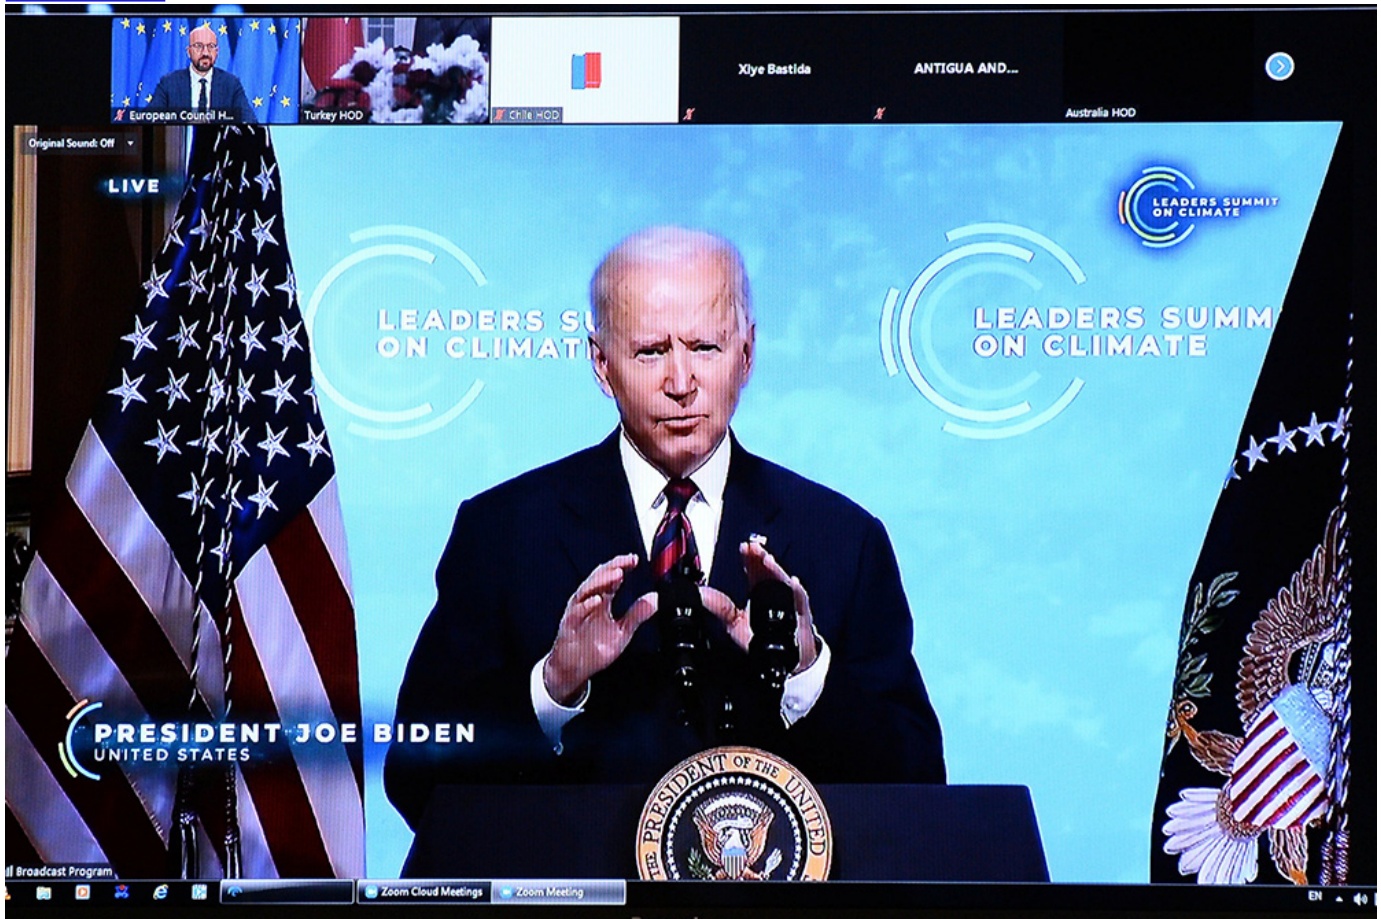 European Council H...
Turkey HOD
Chile HOD
Xiye Bastida
ANTIGUA AND...
Australia HOD
Original Sound: Off
LIVE
LEADERS SUMMIT
ON CLIMATE
LEADERS SU
ON CLIMAT
LEADERS SUMM
ON CLIMATE
PRESIDENT JOE BIDEN
UNITED STATES
THE PRESIDENT OF THE UNITED
Broadcast Program
Zoom Cloud Meetings
Zoom Meeting
EN